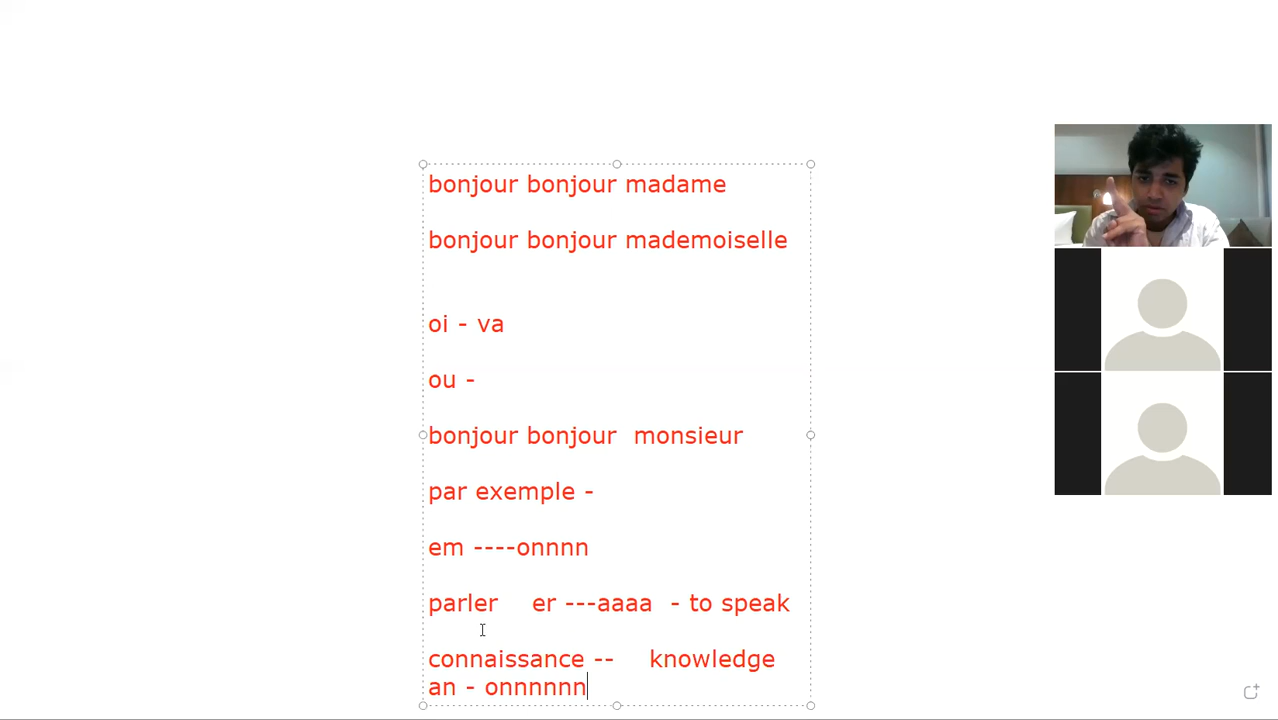 bonjour bonjour madame
bonjour bonjour mademoiselle
oi - va
ou -
bonjour bonjour  monsieur
par exemple -
em ----onnnn
parler    er ---aaaa  - to speak
connaissance --    knowledge
an - onnnnnn